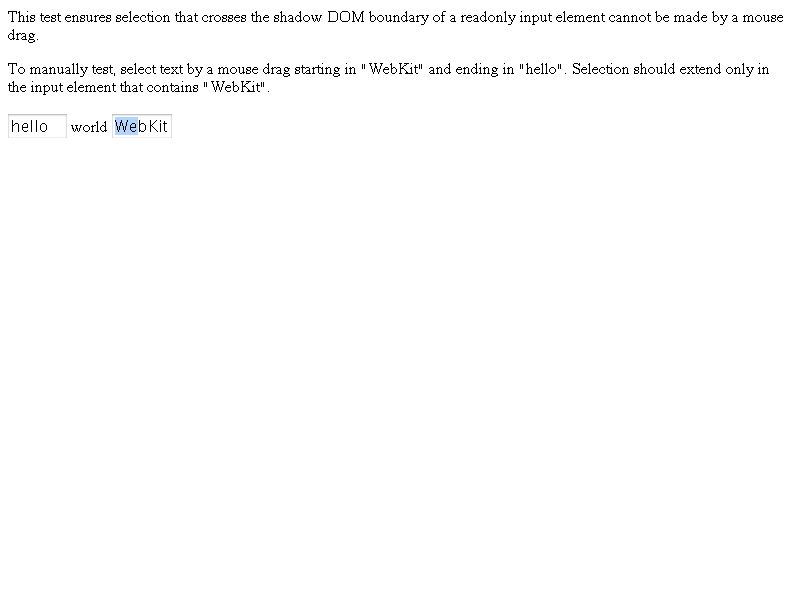 This test ensures selection that crosses the shadow DOM boundary of a readonly input element cannot be made by a mouse
drag.
To manually test, select text by a mouse drag starting in "WebKit" and ending in "hello". Selection should extend only in
the input element that contains "WebKit".
hello world WebKit